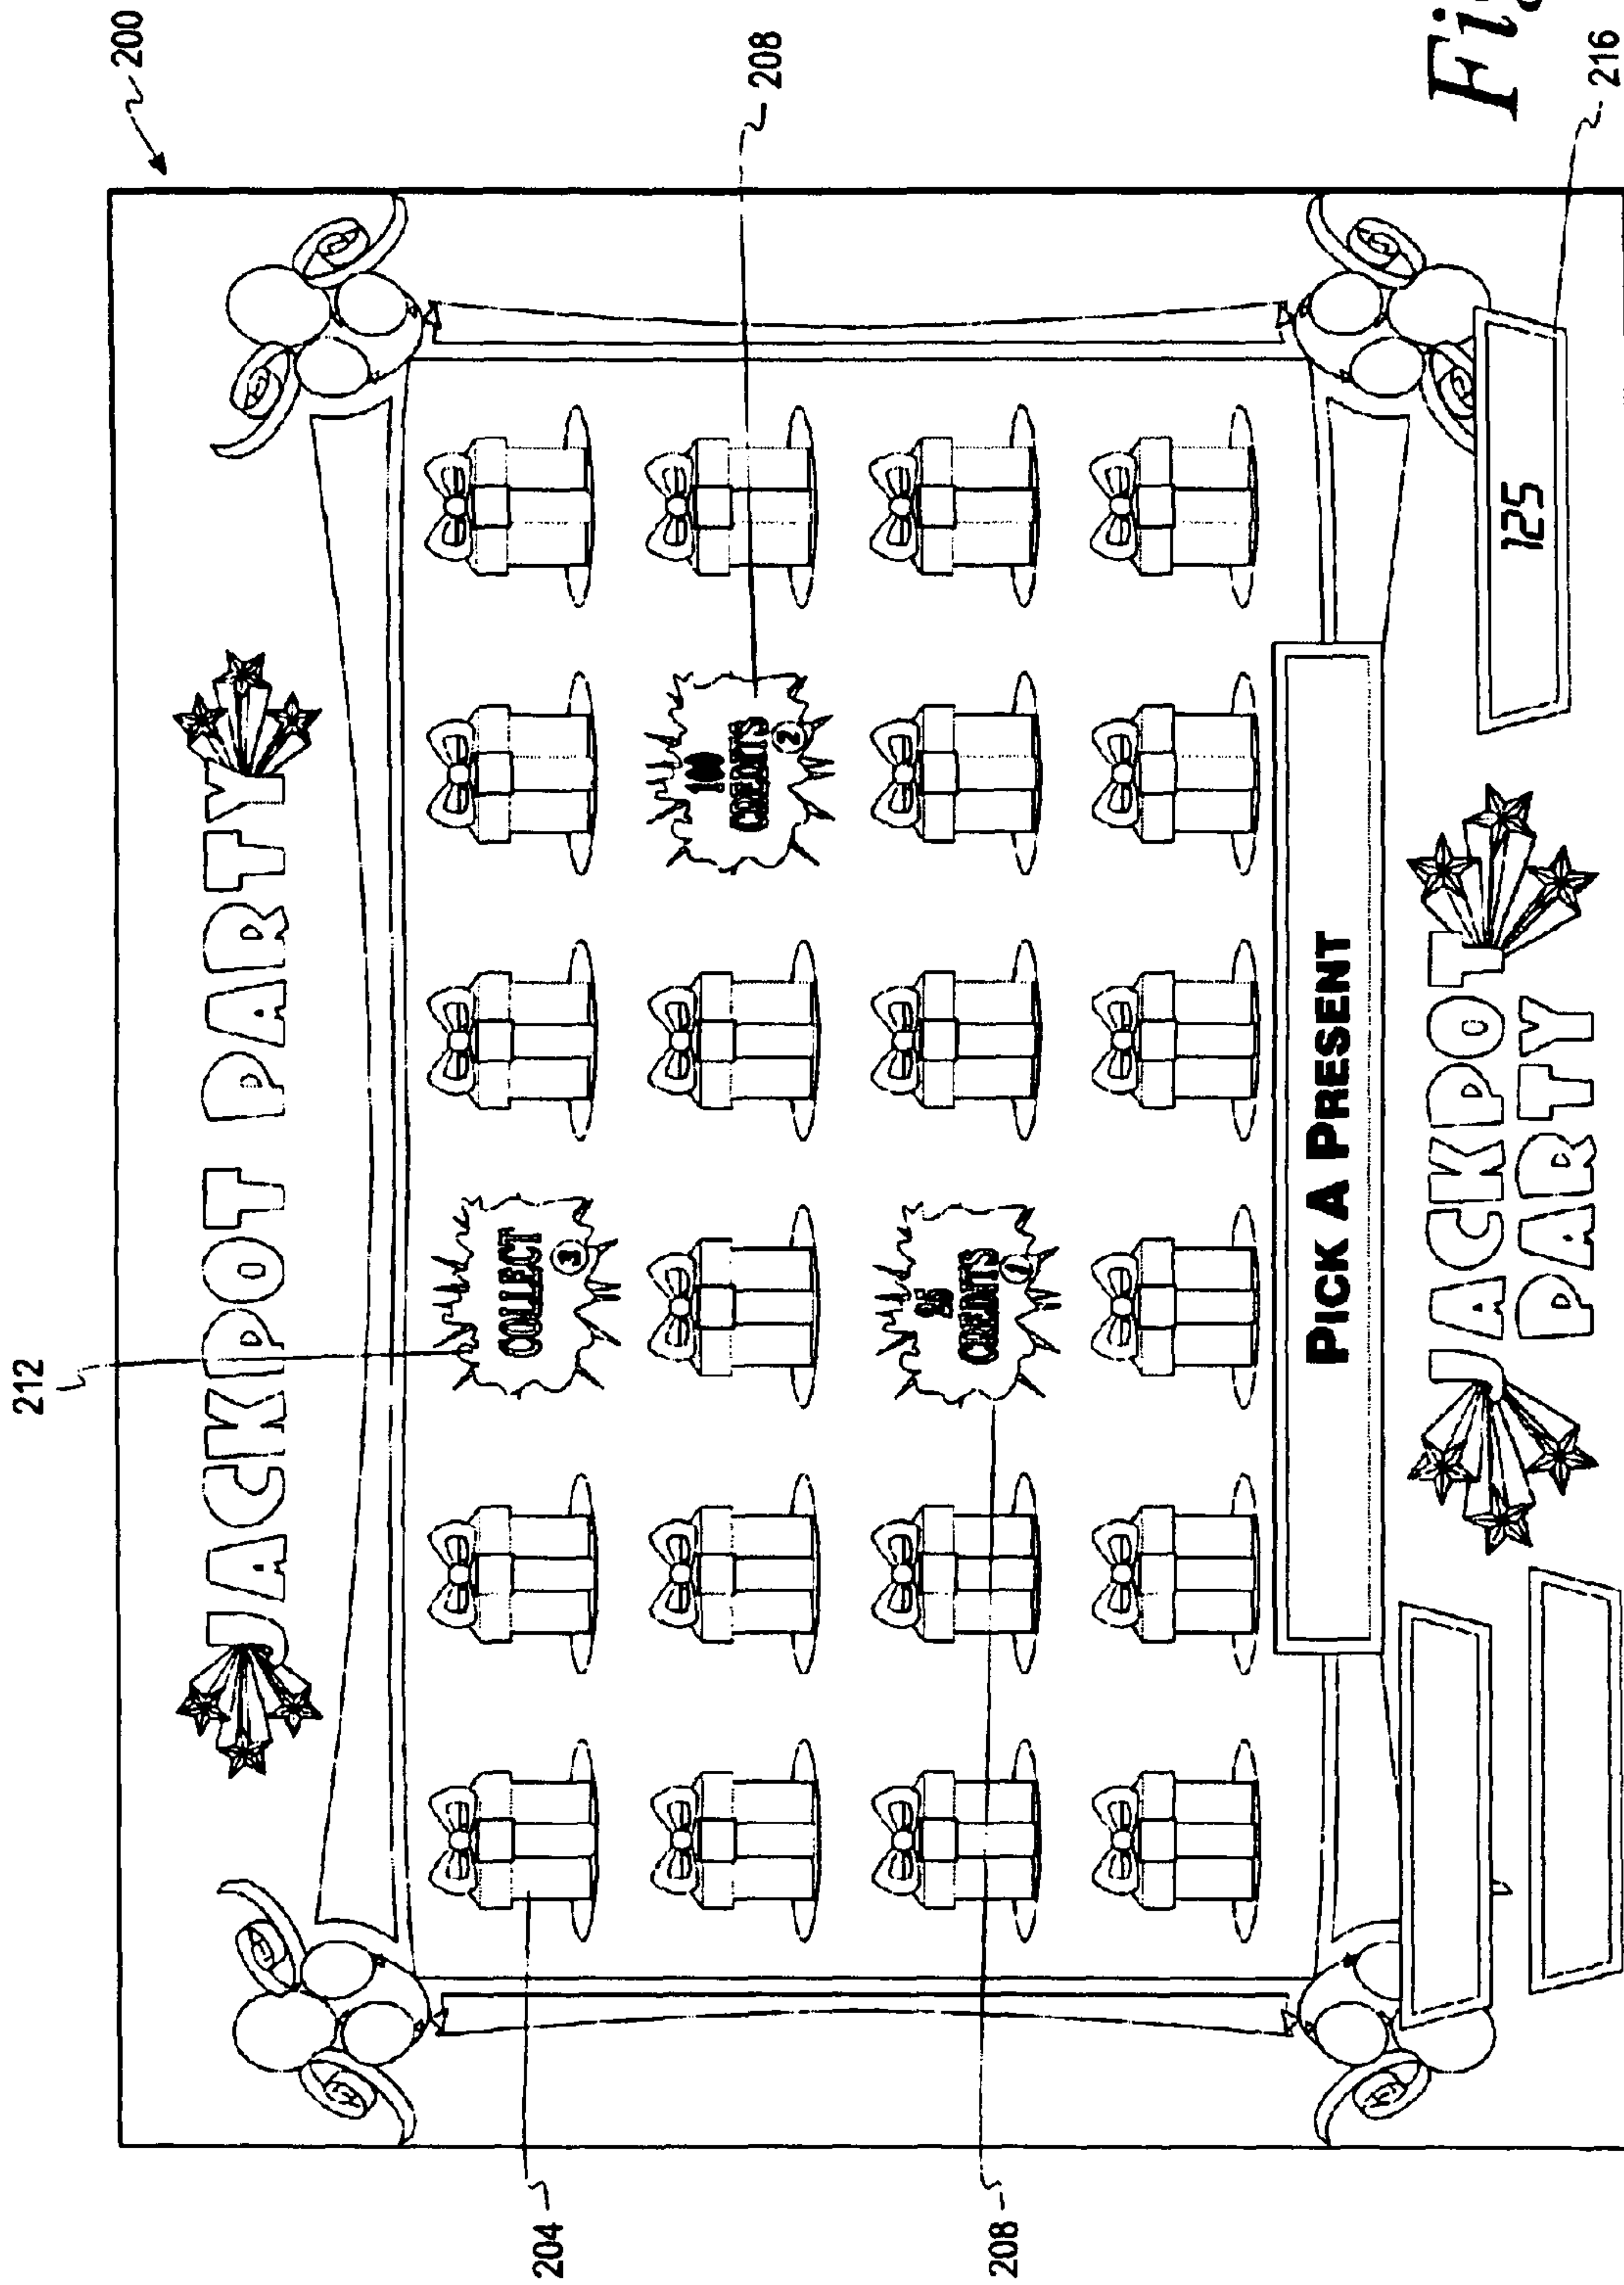 200
212
JACKPOT PARTY
COLLECT
3
208
100
CREDITS
2
25
CREDITS
1
204
208
PICK A PRESENT
JACKPOT
PARTY
125
216